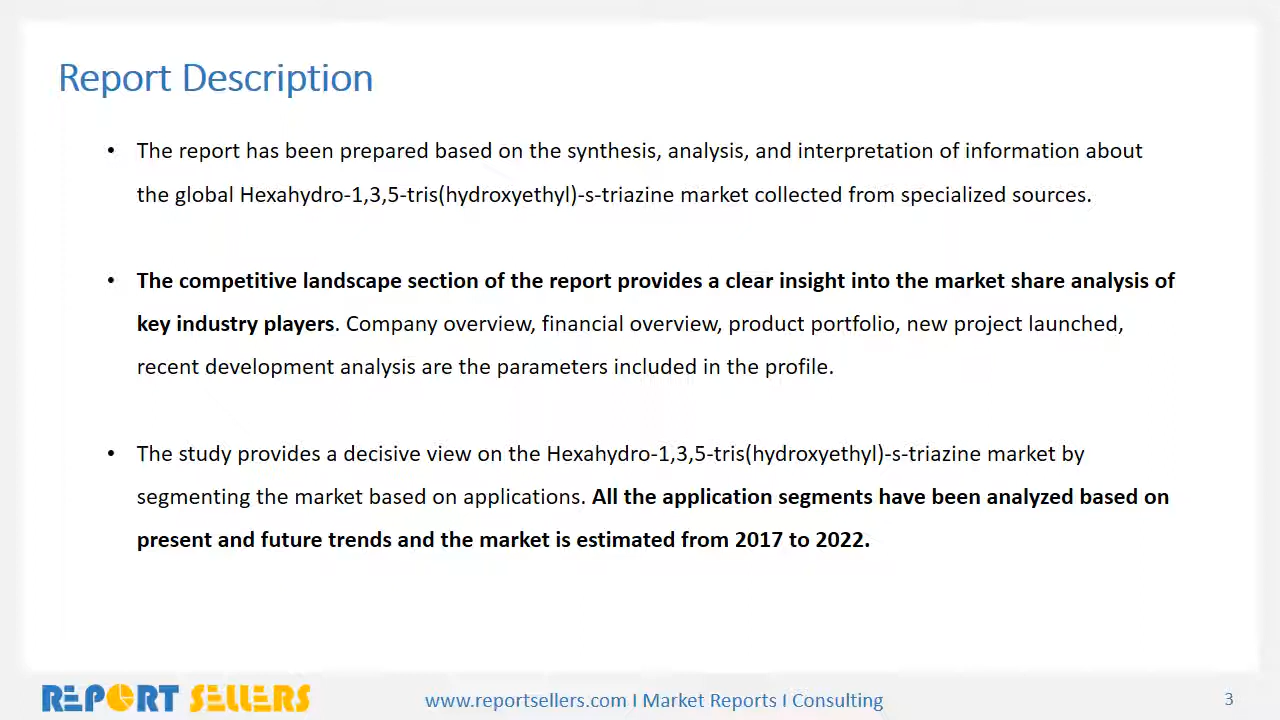 Report Description
• The report has been prepared based on the synthesis, analysis, and interpretation of information about
the global Hexahydro-1,3,5-tris(hydroxyethyl)-s-triazine market collected from specialized sources.
• The competitive landscape section of the report provides a clear insight into the market share analysis of
key industry players. Company overview, financial overview, product portfolio, new project launched,
recent development analysis are the parameters included in the profile.
• The study provides a decisive view on the Hexahydro-1,3,5-tris(hydroxyethyl)-s-triazine market by
segmenting the market based on applications. All the application segments have been analyzed based on
present and future trends and the market is estimated from 2017 to 2022.
REPORT SELLERS
www.reportsellers.com I Market Reports I Consulting
3